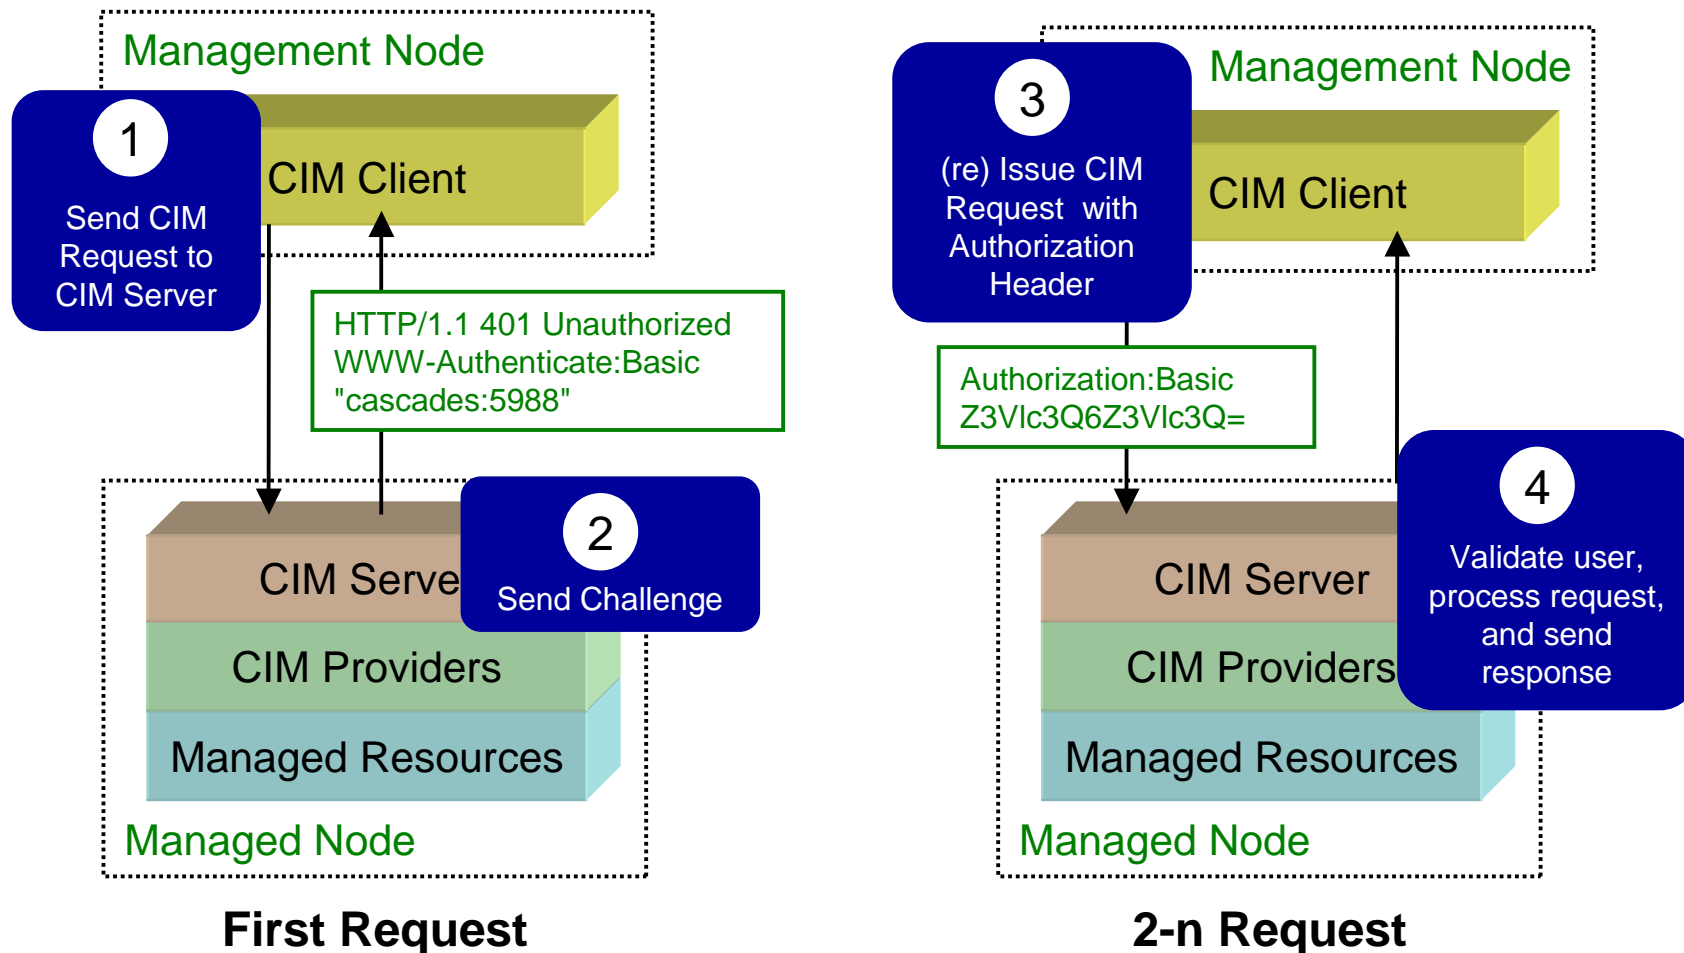 Management Node
1
CIM Client
Send CIM
Request to
CIM Server
HTTP/1.1 401 Unauthorized
WWW-Authenticate:Basic
"cascades:5988"
2
Send Challenge
CIM Serve
CIM Providers
Managed Resources
Managed Node
First Request
Management Node
3
(re) Issue CIM
Request with
Authorization
Header
CIM Client
Authorization:Basic
Z3Vlc3Q6Z3Vlc3Q=
4
Validate user,
process request,
and send
response
CIM Server
CIM Providers
Managed Resources
Managed Node
2-n Request